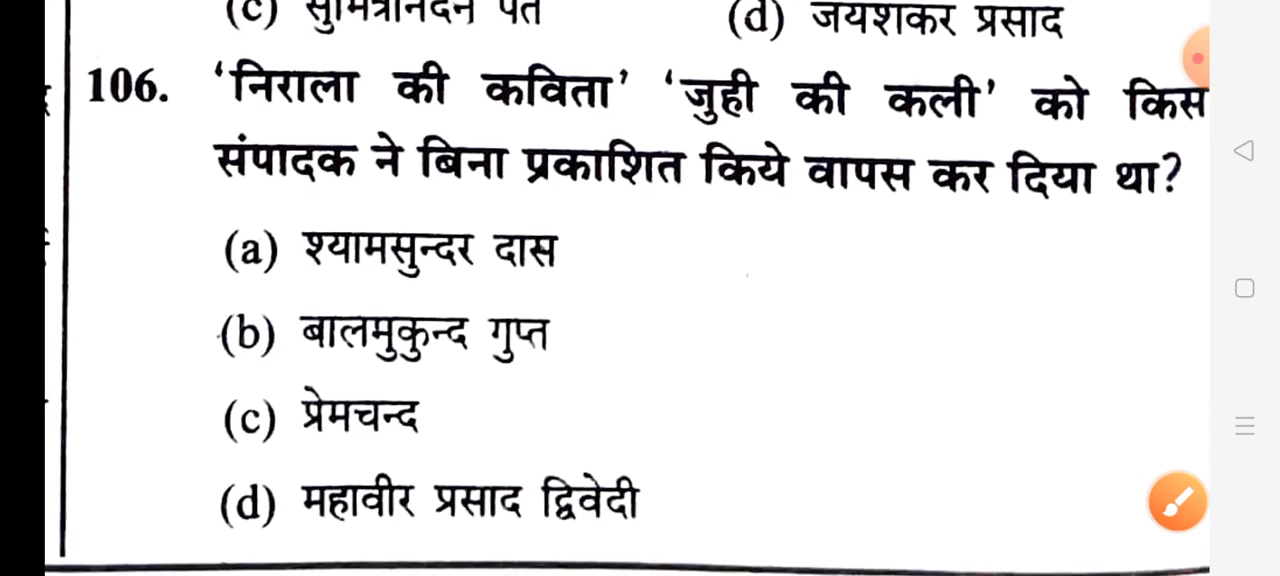 (c) सुमित्रानंदन पंत (d) जयशंकर प्रसाद
106. ‘निराला की कविता’ ‘जुही की कली’ को किस
संपादक ने बिना प्रकाशित किये वापस कर दिया था?
(a) श्यामसुन्दर दास
(b) बालमुकुन्द गुप्त
(c) प्रेमचन्द
(d) महावीर प्रसाद द्विवेदी